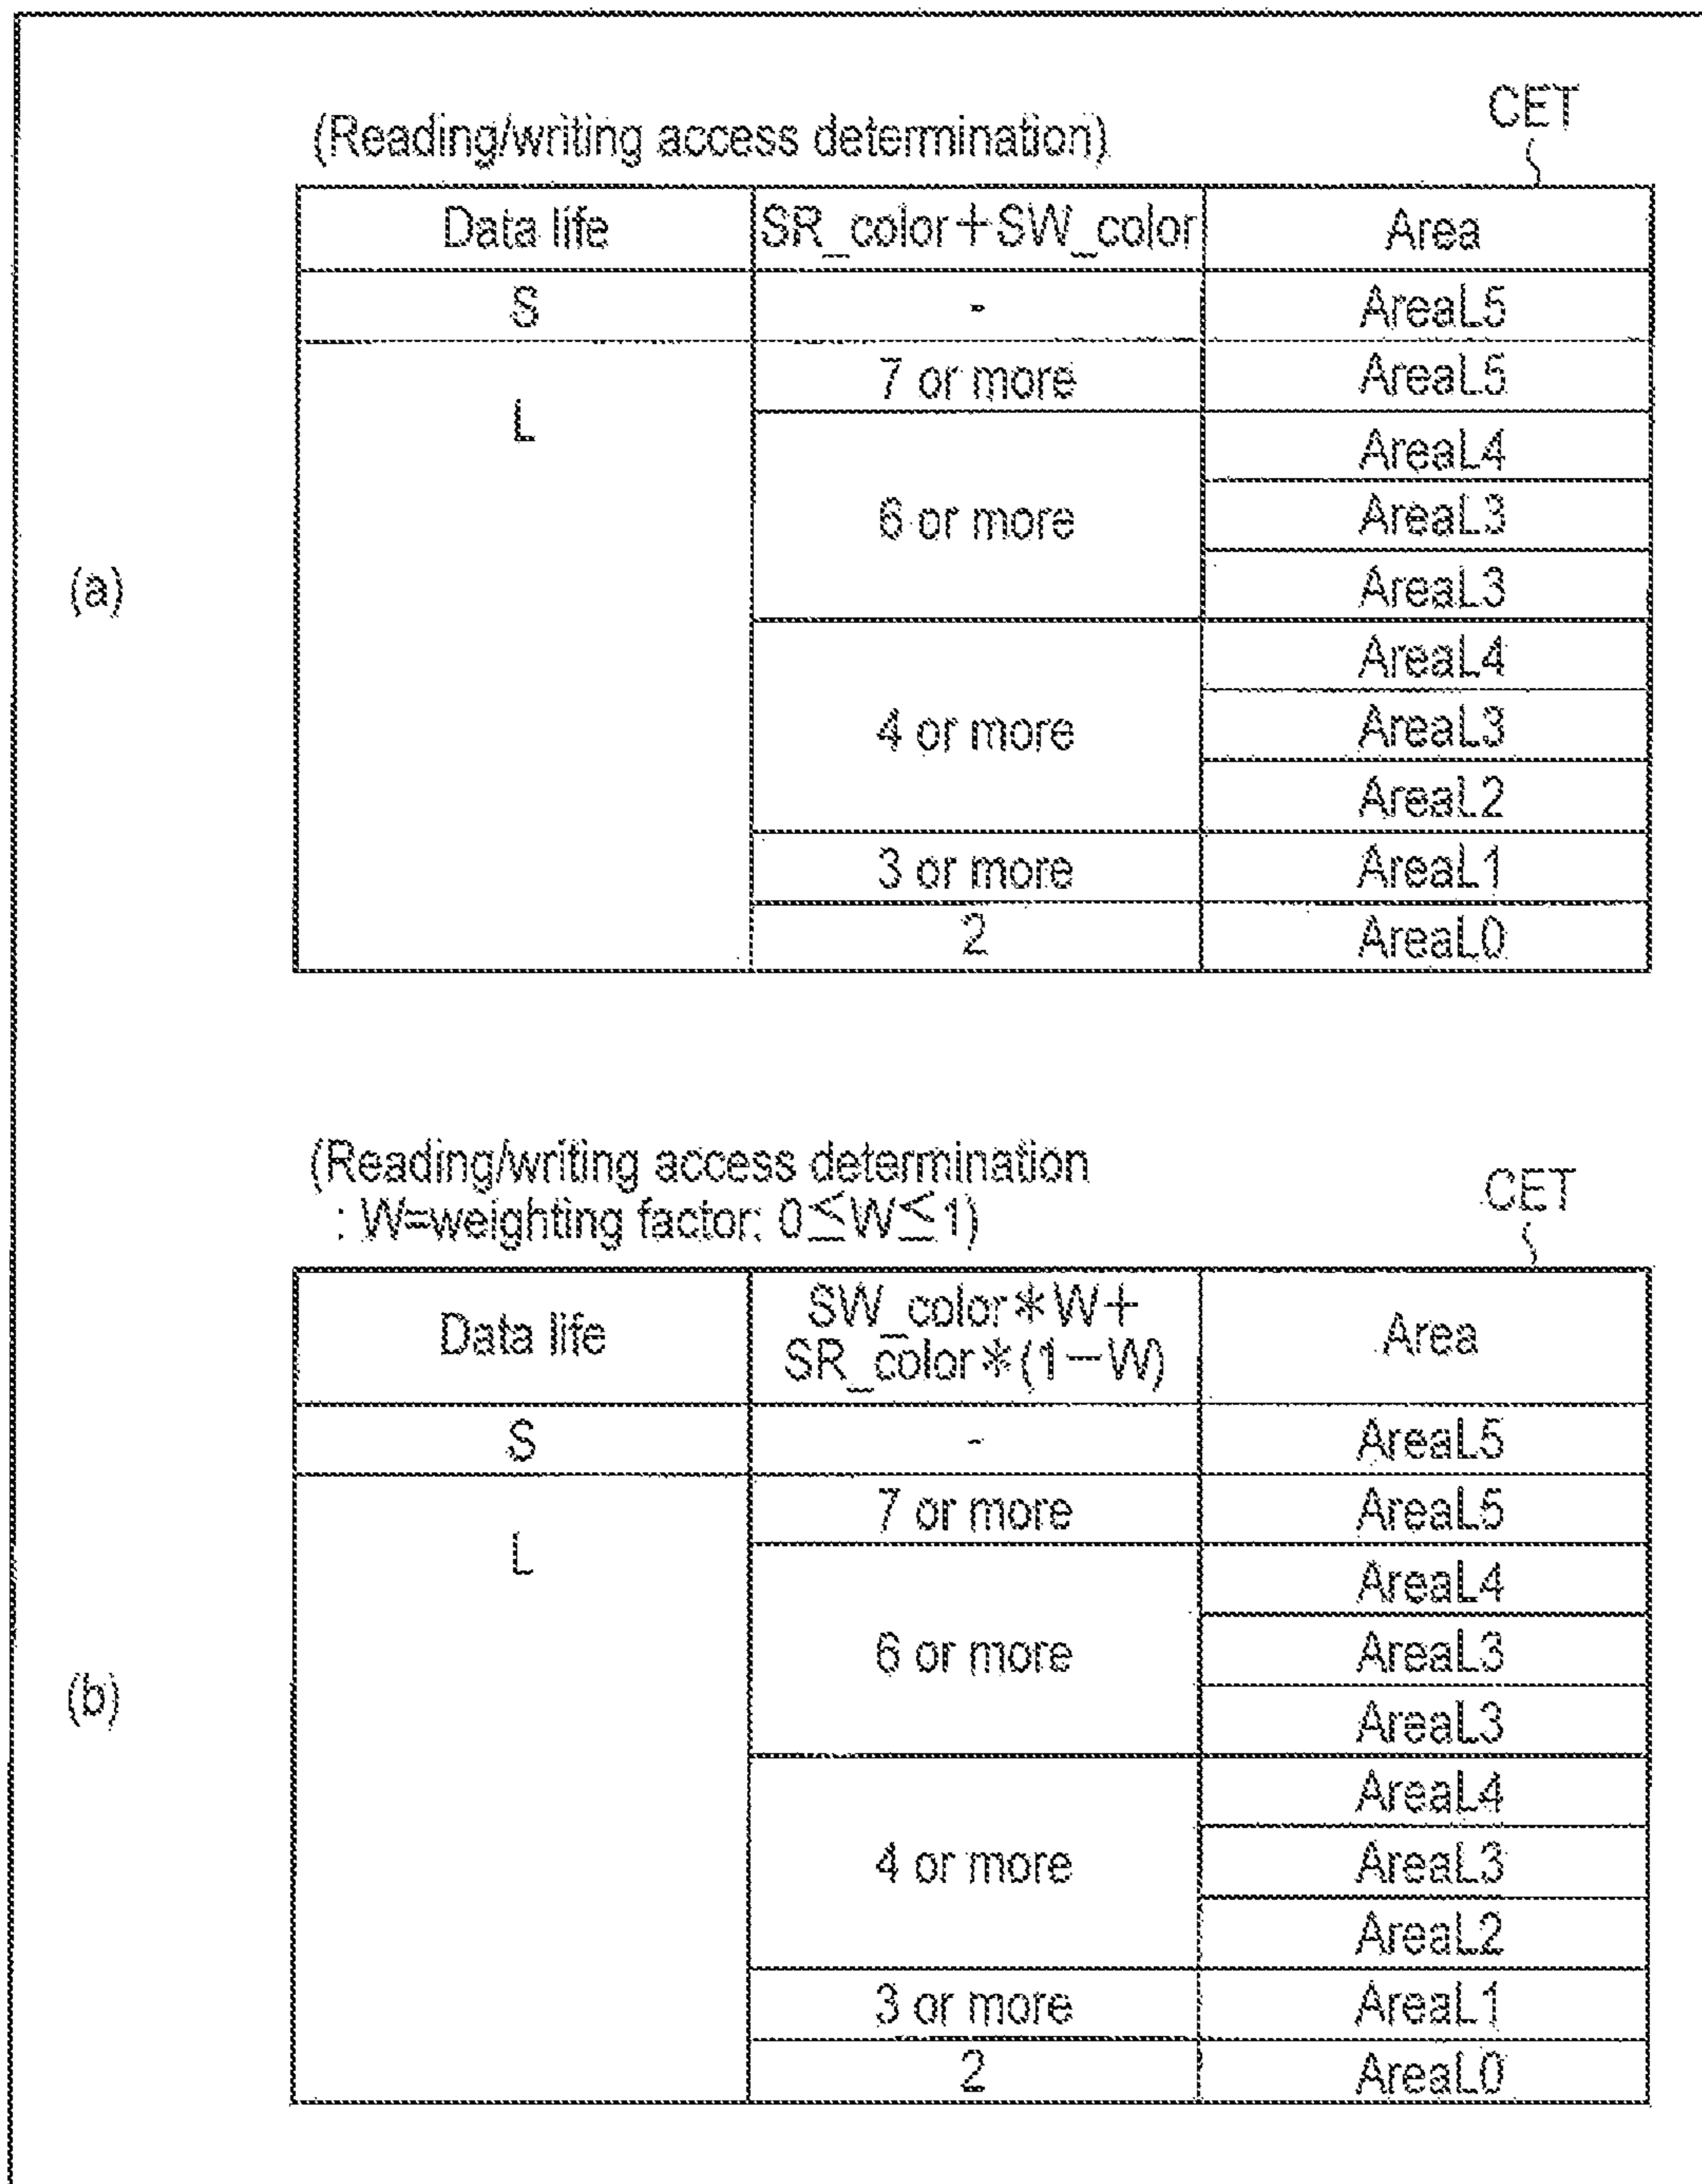 (Reading/writing access determination)
CET
Data life SR_color+SW_color Area
S - AreaL5
L 7 or more AreaL5
6 or more AreaL4
AreaL3
AreaL3
4 or more AreaL4
AreaL3
AreaL2
3 or more AreaL1
2 AreaL0
(a)
(Reading/writing access determination
: W=weighting factor: 0≦W≦1)
CET
Data life SW_color*W+
SR_color*(1-W) Area
S - AreaL5
L 7 or more AreaL5
6 or more AreaL4
AreaL3
AreaL3
4 or more AreaL4
AreaL3
AreaL2
3 or more AreaL1
2 AreaL0
(b)